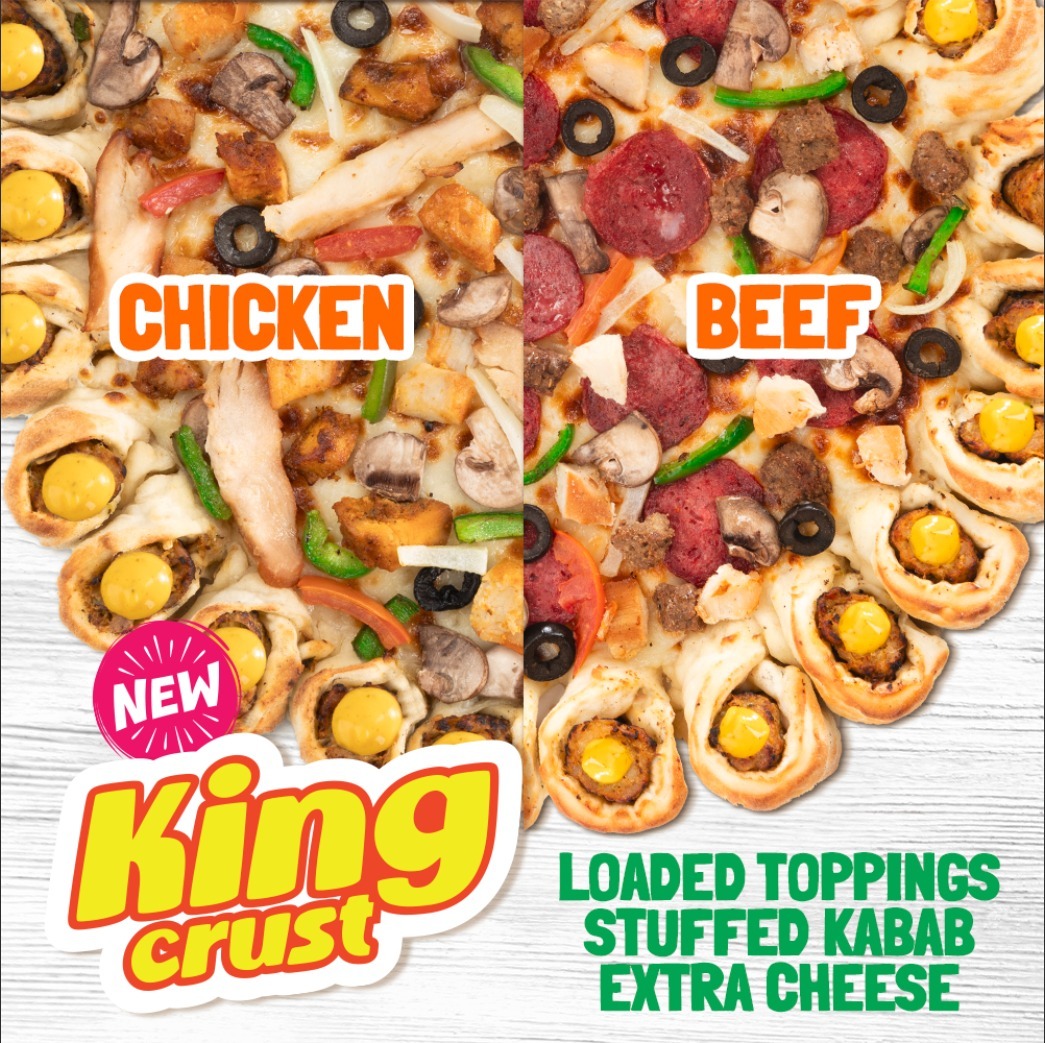 CHICKEN
BEEF
NEW
King
crust
LOADED TOPPINGS
STUFFED KABAB
EXTRA CHEESE